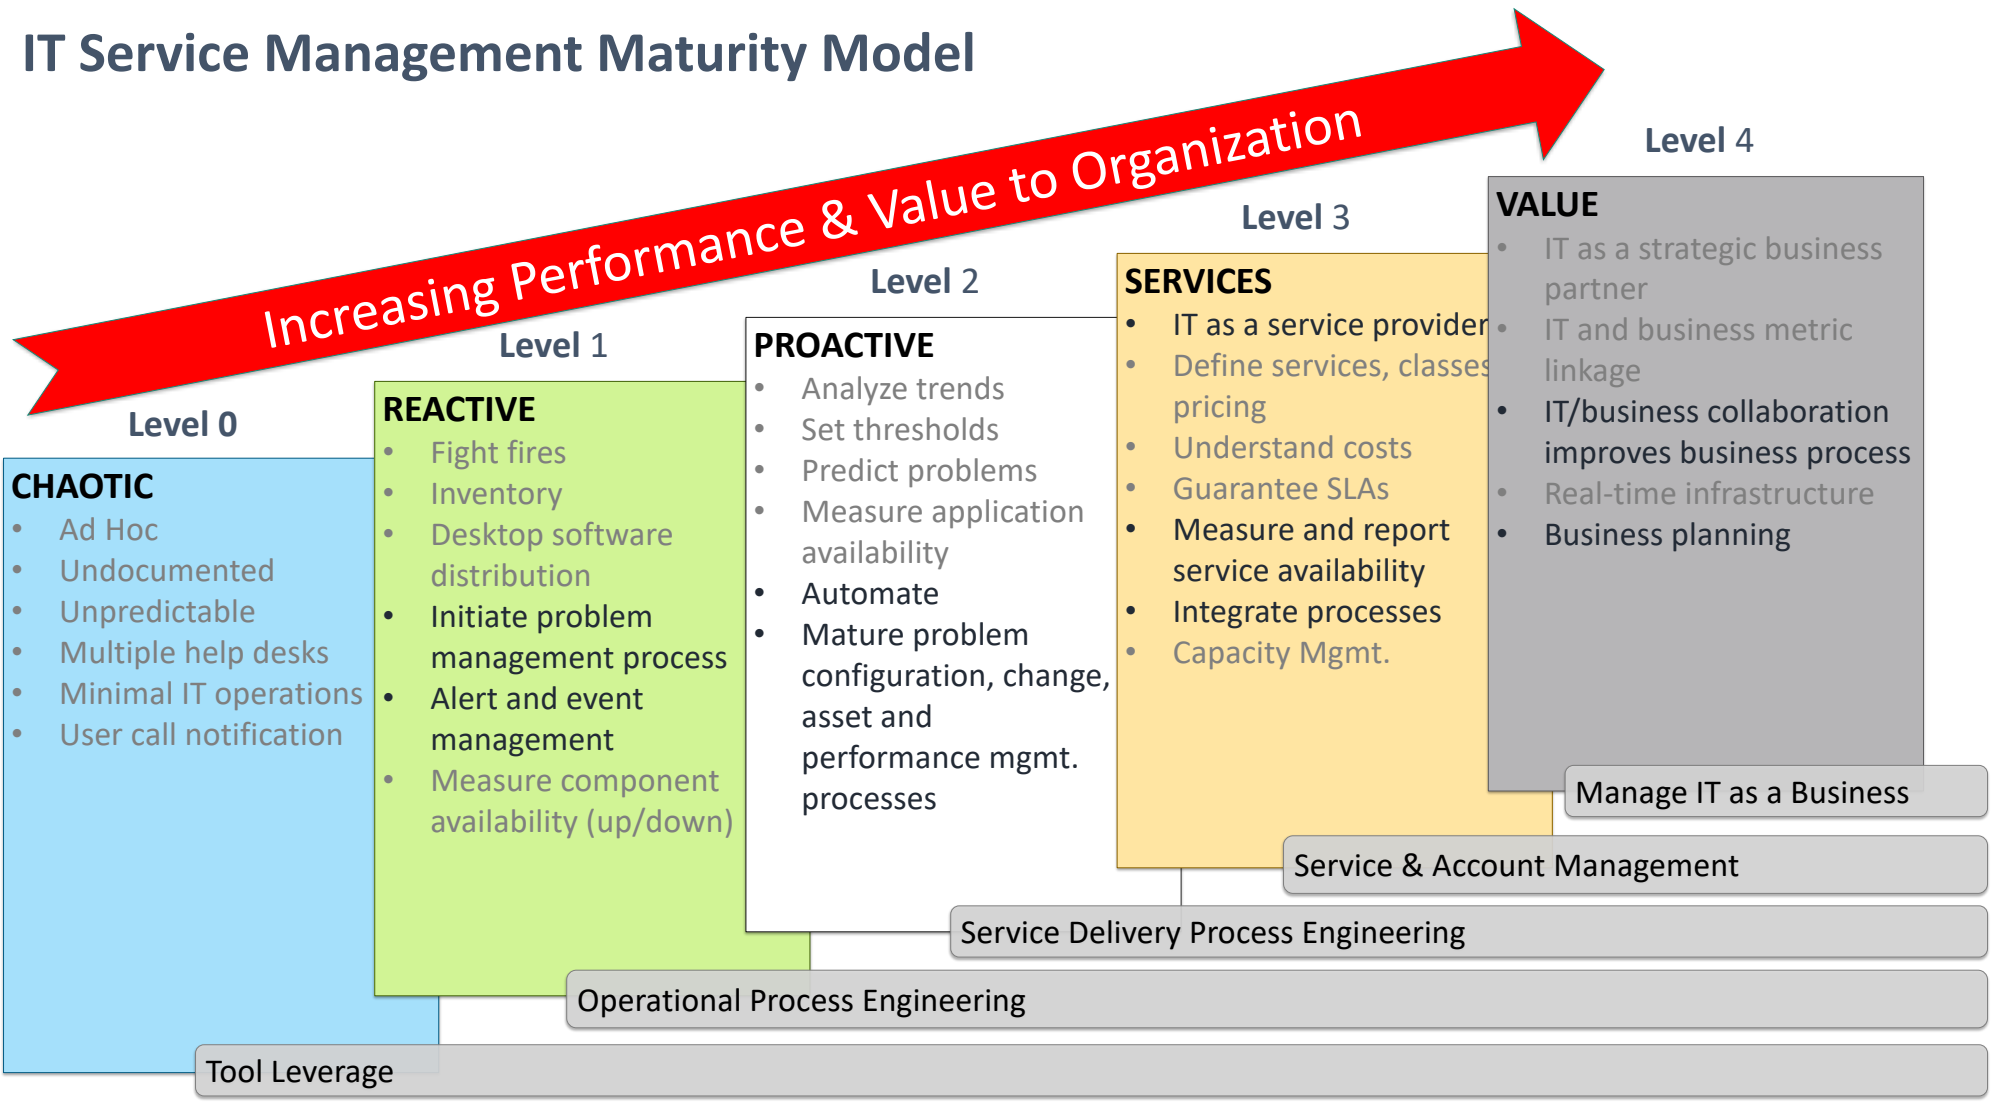 IT Service Management Maturity Model
Increasing Performance & Value to Organization
Level 0
CHAOTIC
• Ad Hoc
• Undocumented
• Unpredictable
• Multiple help desks
• Minimal IT operations
• User call notification
Level 1
REACTIVE
• Fight fires
• Inventory
• Desktop software
distribution
• Initiate problem
management process
• Alert and event
management
• Measure component
availability (up/down)
Level 2
PROACTIVE
• Analyze trends
• Set thresholds
• Predict problems
• Measure application
availability
• Automate
• Mature problem
configuration, change,
asset and
performance mgmt.
processes
Level 3
SERVICES
• IT as a service provider
• Define services, classes
pricing
• Understand costs
• Guarantee SLAs
• Measure and report
service availability
• Integrate processes
• Capacity Mgmt.
Level 4
VALUE
• IT as a strategic business
partner
• IT and business metric
linkage
• IT/business collaboration
improves business process
• Real-time infrastructure
• Business planning
Manage IT as a Business
Service & Account Management
Service Delivery Process Engineering
Operational Process Engineering
Tool Leverage